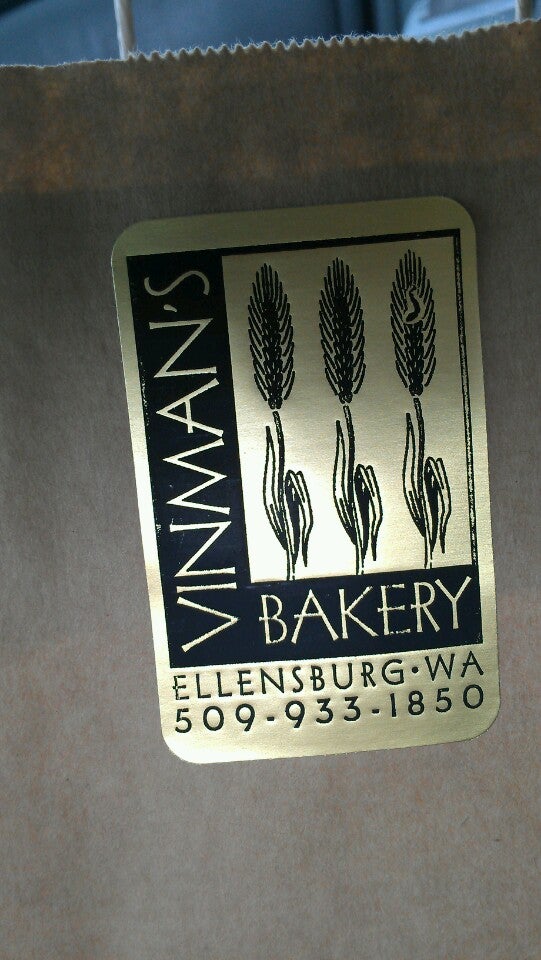 VINMAN'S
BAKERY
ELLENSBURG·WA
509-933-1850